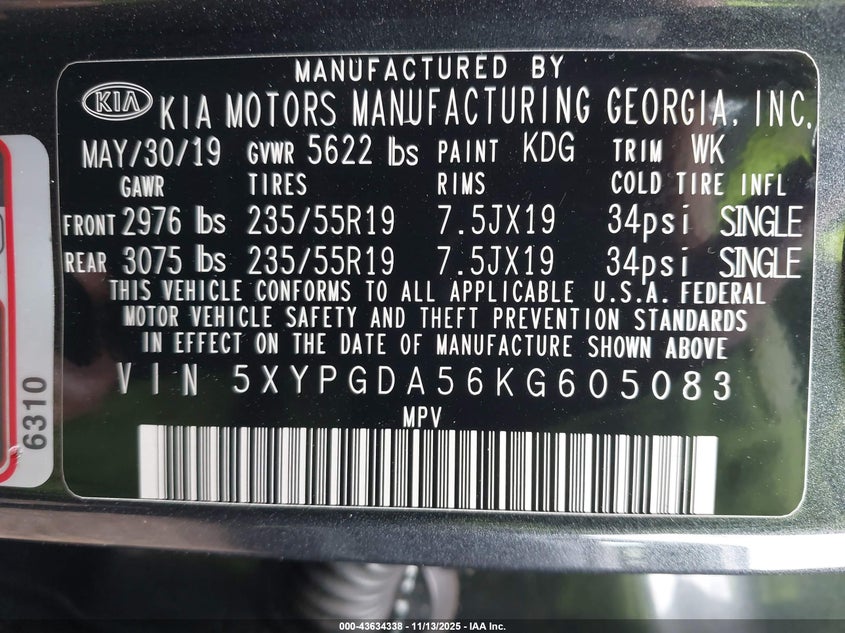 MANUFACTURED BY
KIA KIA MOTORS MANUFACTURING GEORGIA, INC.
MAY/30/19 GVWR 5622 lbs PAINT KDG TRIM WK
GAWR TIRES RIMS COLD TIRE INFL
FRONT 2976 lbs 235/55R19 7.5JX19 34psi SINGLE
REAR 3075 lbs 235/55R19 7.5JX19 34psi SINGLE
THIS VEHICLE CONFORMS TO ALL APPLICABLE U.S.A. FEDERAL
MOTOR VEHICLE SAFETY AND THEFT PREVENTION STANDARDS
IN EFFECT ON THE DATE OF MANUFACTURE SHOWN ABOVE
VIN 5XYPGDA56KG605083
MPV
6310
000-43634338 - 11/13/2025 - IAA Inc.